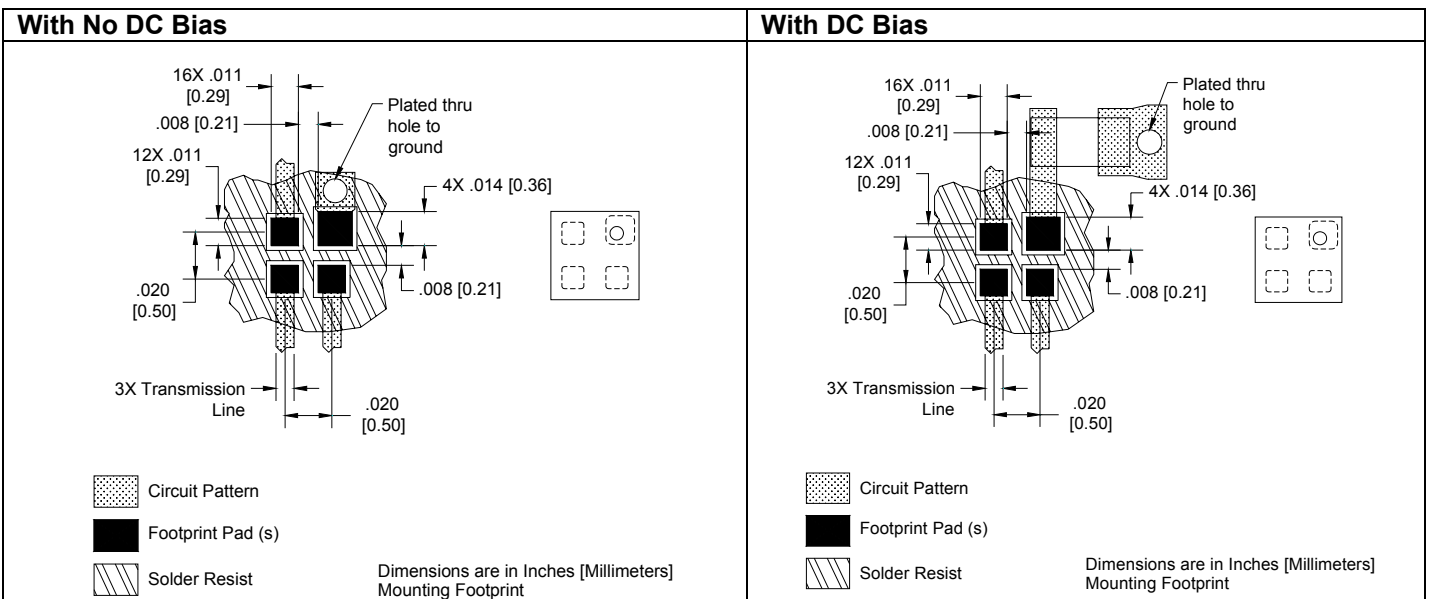 With No DC Bias
16X .011
[0.29]
.008 [0.21]
12X .011
[0.29]
Plated thru
hole to
ground
4X .014 [0.36]
.008 [0.21]
.020
[0.50]
3X Transmission
Line
.020
[0.50]
Circuit Pattern
Footprint Pad (s)
Solder Resist
Dimensions are in Inches [Millimeters]
Mounting Footprint
With DC Bias
16X .011
[0.29]
.008 [0.21]
12X .011
[0.29]
Plated thru
hole to
ground
4X .014 [0.36]
.008 [0.21]
.020
[0.50]
3X Transmission
Line
.020
[0.50]
Circuit Pattern
Footprint Pad (s)
Solder Resist
Dimensions are in Inches [Millimeters]
Mounting Footprint